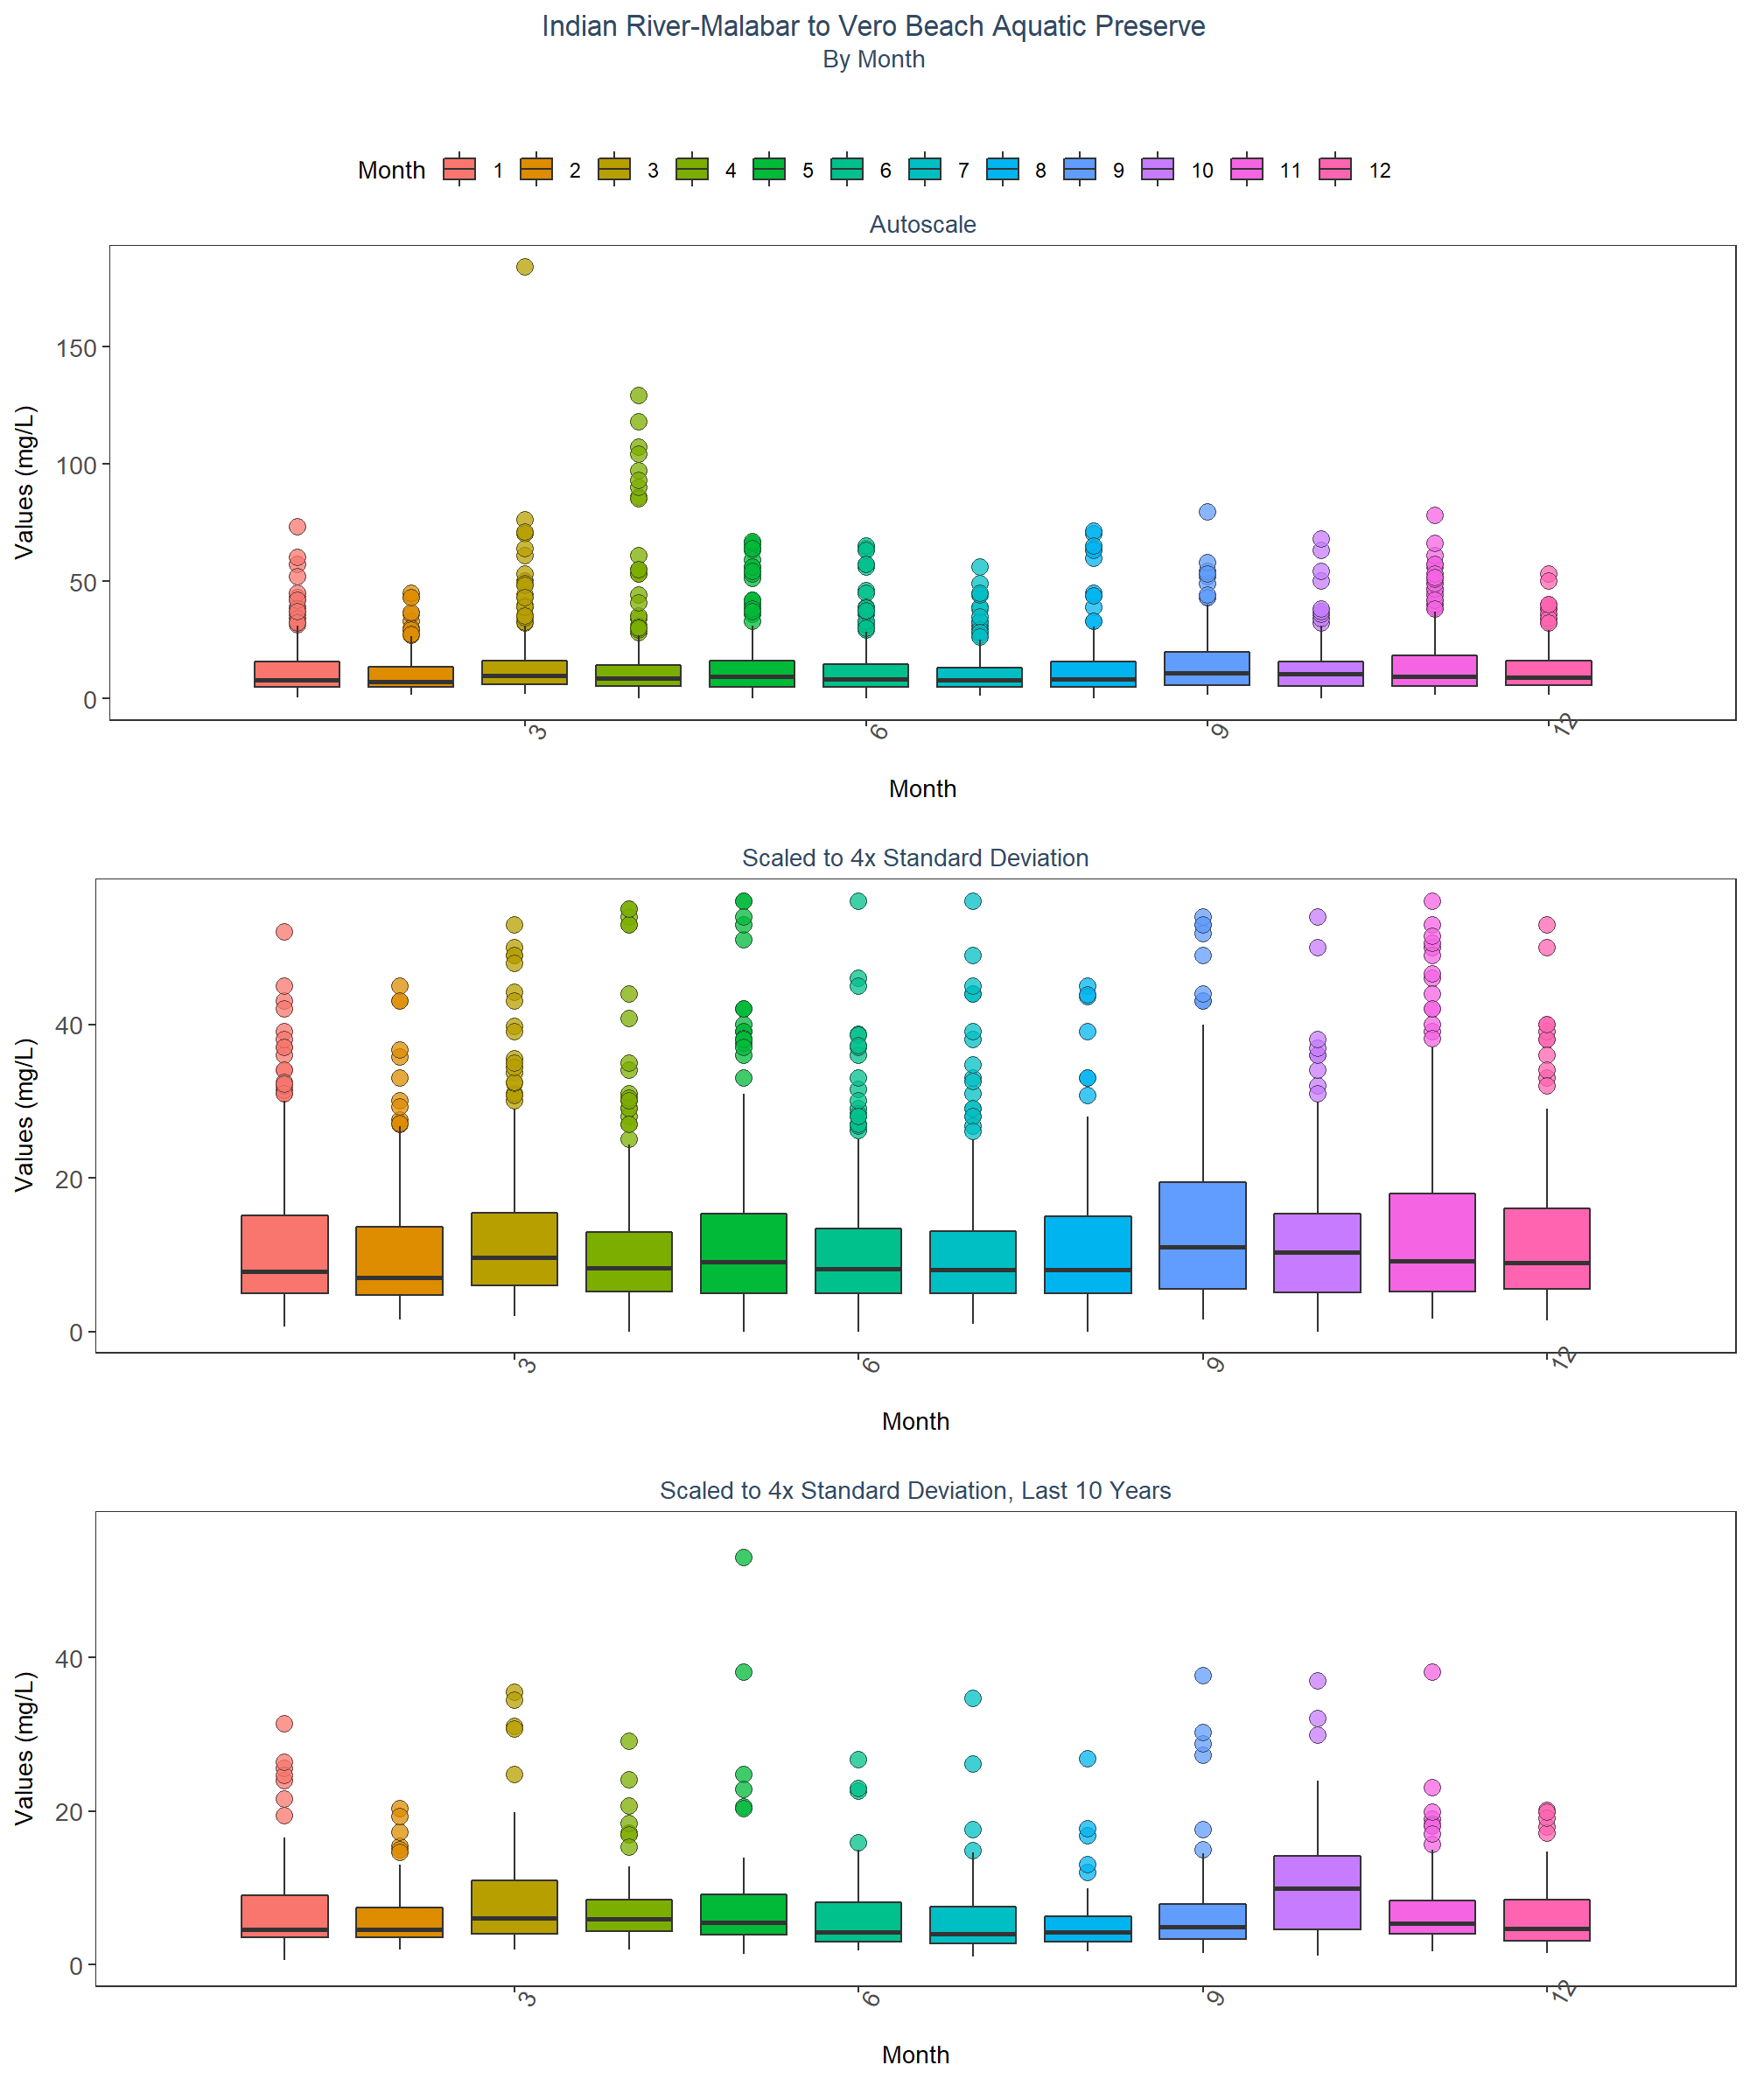 Indian River-Malabar to Vero Beach Aquatic Preserve
By Month
Month 1 2 3 4 5 6 7 8 9 10 11 12
Autoscale
Values (mg/L)
150
100
50
0
3 6 9 12
Month
Scaled to 4x Standard Deviation
Values (mg/L)
40
20
0
3 6 9 12
Month
Scaled to 4x Standard Deviation, Last 10 Years
Values (mg/L)
40
20
0
3 6 9 12
Month